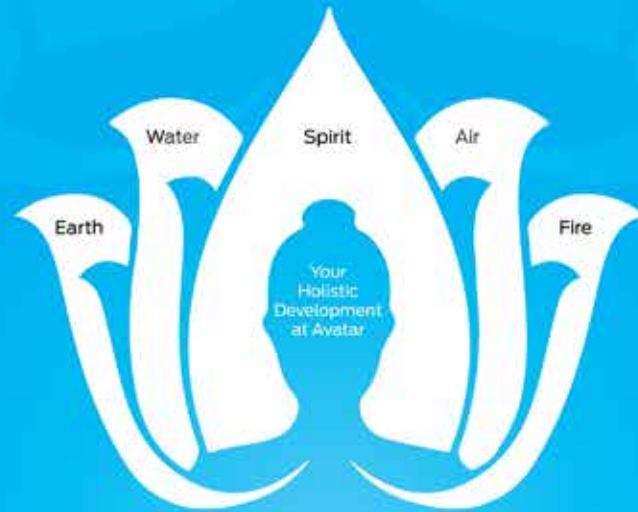 Water
Spirit
Air
Earth
Fire
Your
Holistic
Development
at Avatar